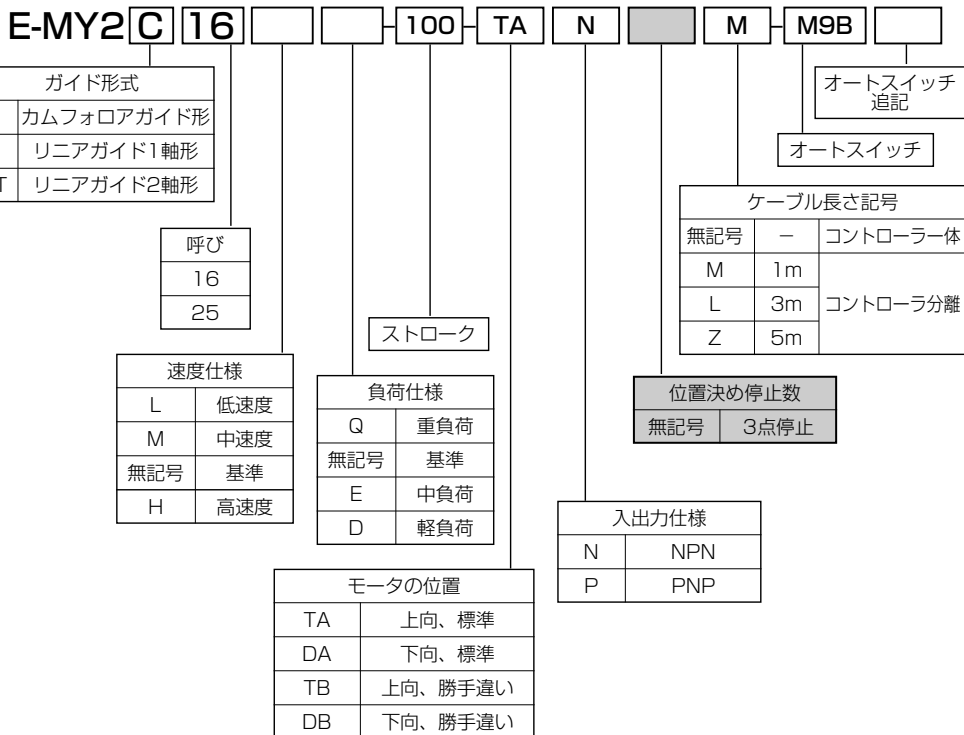 E-MY2 C 16 - 100 - TA N M - M9B
ガイド形式
カムフォロアガイド形
リニアガイド1軸形
T リニアガイド2軸形
オートスイッチ
追記
オートスイッチ
ケーブル長さ記号
無記号 － コントローラ一体
M 1m
L 3m コントローラ分離
Z 5m
呼び
16
25
ストローク
速度仕様
L 低速度
M 中速度
無記号 基準
H 高速度
負荷仕様
Q 重負荷
無記号 基準
E 中負荷
D 軽負荷
位置決め停止数
無記号 3点停止
入出力仕様
N NPN
P PNP
モータの位置
TA 上向、標準
DA 下向、標準
TB 上向、勝手違い
DB 下向、勝手違い